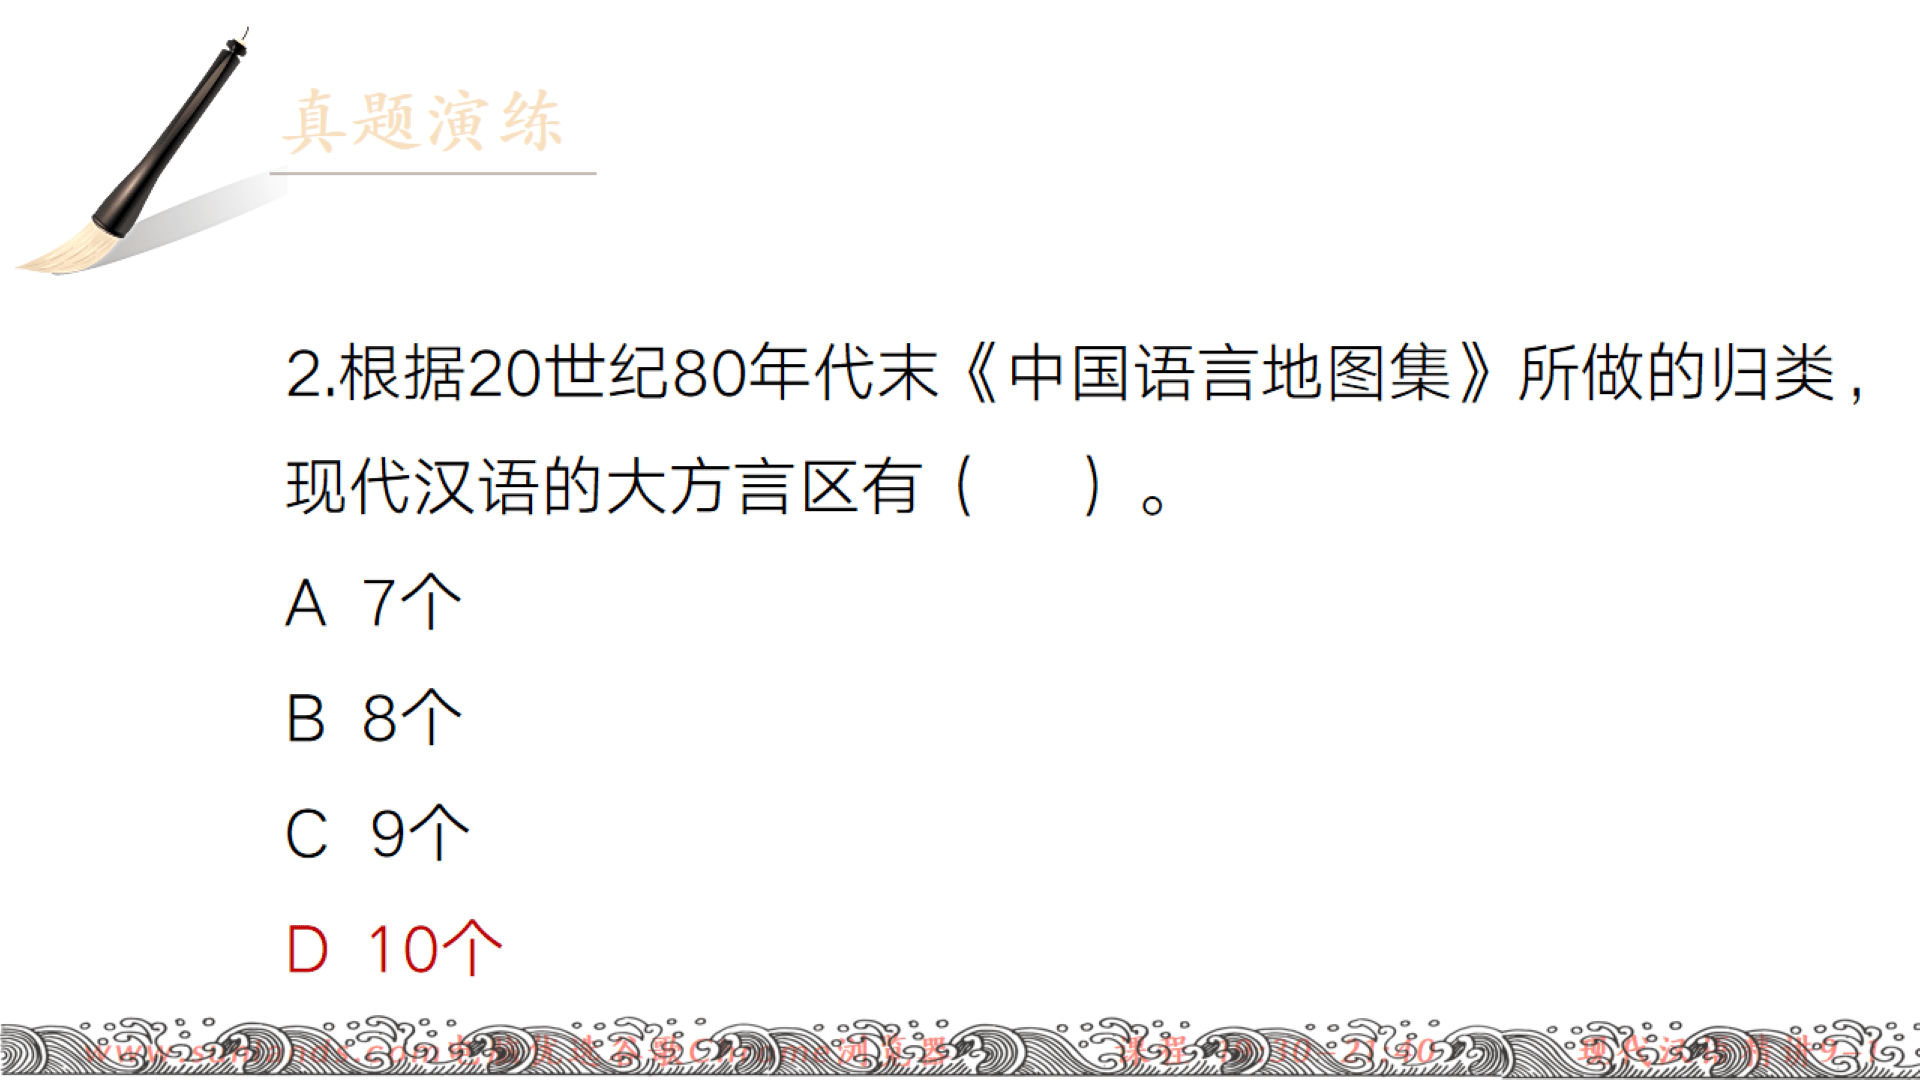 真题演练
2.根据20世纪80年代末《中国语言地图集》所做的归类，
现代汉语的大方言区有（　　）。
A 7个
B 8个
C 9个
D 10个